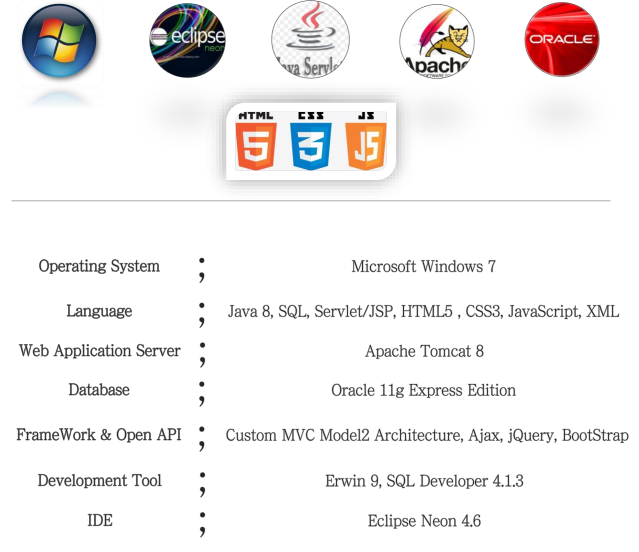 eclipse
neon
Java Servlet
Apache
SOFTWARE
ORACLE
HTML CSS JS
5 3 JS
Operating System ; Microsoft Windows 7
Language ; Java 8, SQL, Servlet/JSP, HTML5 , CSS3, JavaScript, XML
Web Application Server ; Apache Tomcat 8
Database ; Oracle 11g Express Edition
FrameWork & Open API ; Custom MVC Model2 Architecture, Ajax, jQuery, BootStrap
Development Tool ; Erwin 9, SQL Developer 4.1.3
IDE ; Eclipse Neon 4.6